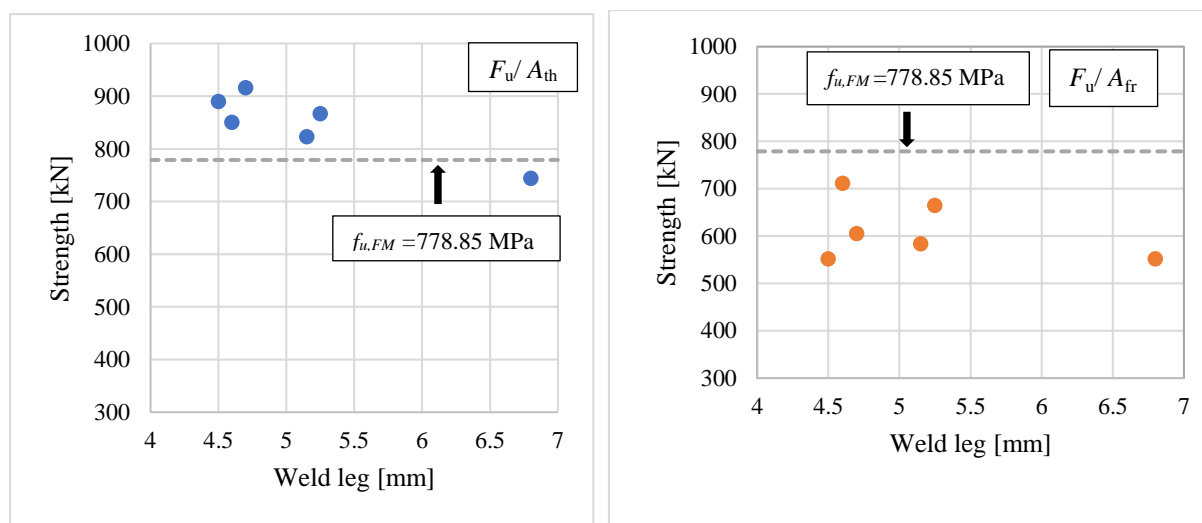 1000
900
800
700
600
500
400
300
4 4.5 5 5.5 6 6.5 7
Strength [kN]
Weld leg [mm]
Fu/ Ath
fu,FM =778.85 MPa
1000
900
800
700
600
500
400
300
4 4.5 5 5.5 6 6.5 7
Strength [kN]
Weld leg [mm]
fu,FM =778.85 MPa
Fu/ Afr